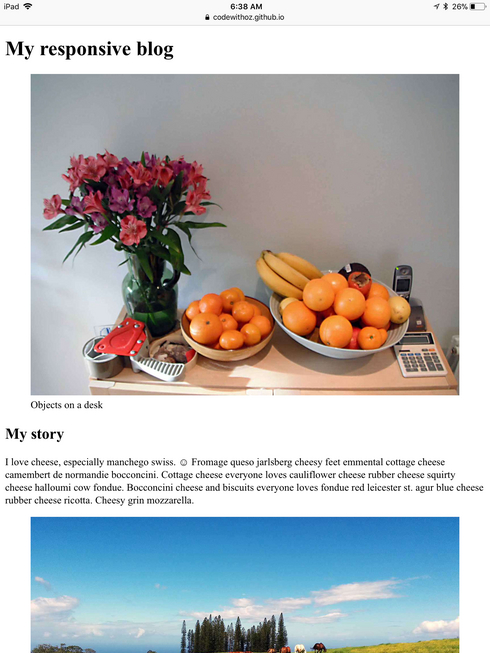 iPad 6:38 AM 26%
codewithoz.github.io
My responsive blog
Objects on a desk
My story
I love cheese, especially manchego swiss. ☺ Fromage queso jarlsberg cheesy feet emmental cottage cheese
camembert de normandie bocconcini. Cottage cheese everyone loves cauliflower cheese rubber cheese squirty
cheese halloumi cow fondue. Bocconcini cheese and biscuits everyone loves fondue red leicester st. agur blue cheese
rubber cheese ricotta. Cheesy grin mozzarella.